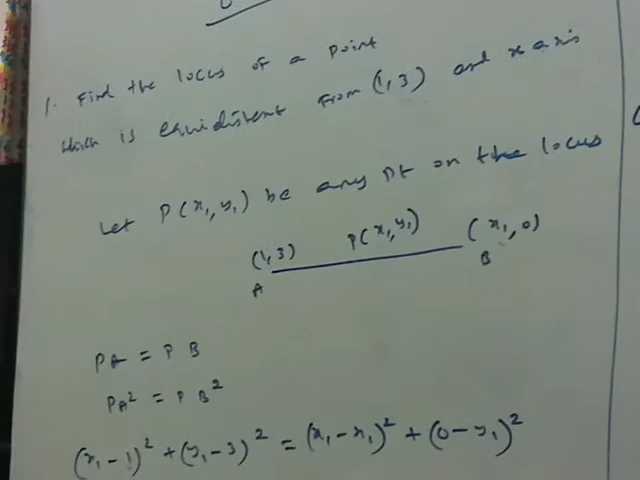 1. Find the locus of a point
which is equidistent from (1,3) and x axis
Let P(x₁,y₁) be any pt on the locus
(1,3) P(x₁,y₁) (x₁,0)
A B
PA = PB
PA² = PB²
(x₁-1)² + (y₁-3)² = (x₁-x₁)² + (0-y₁)²